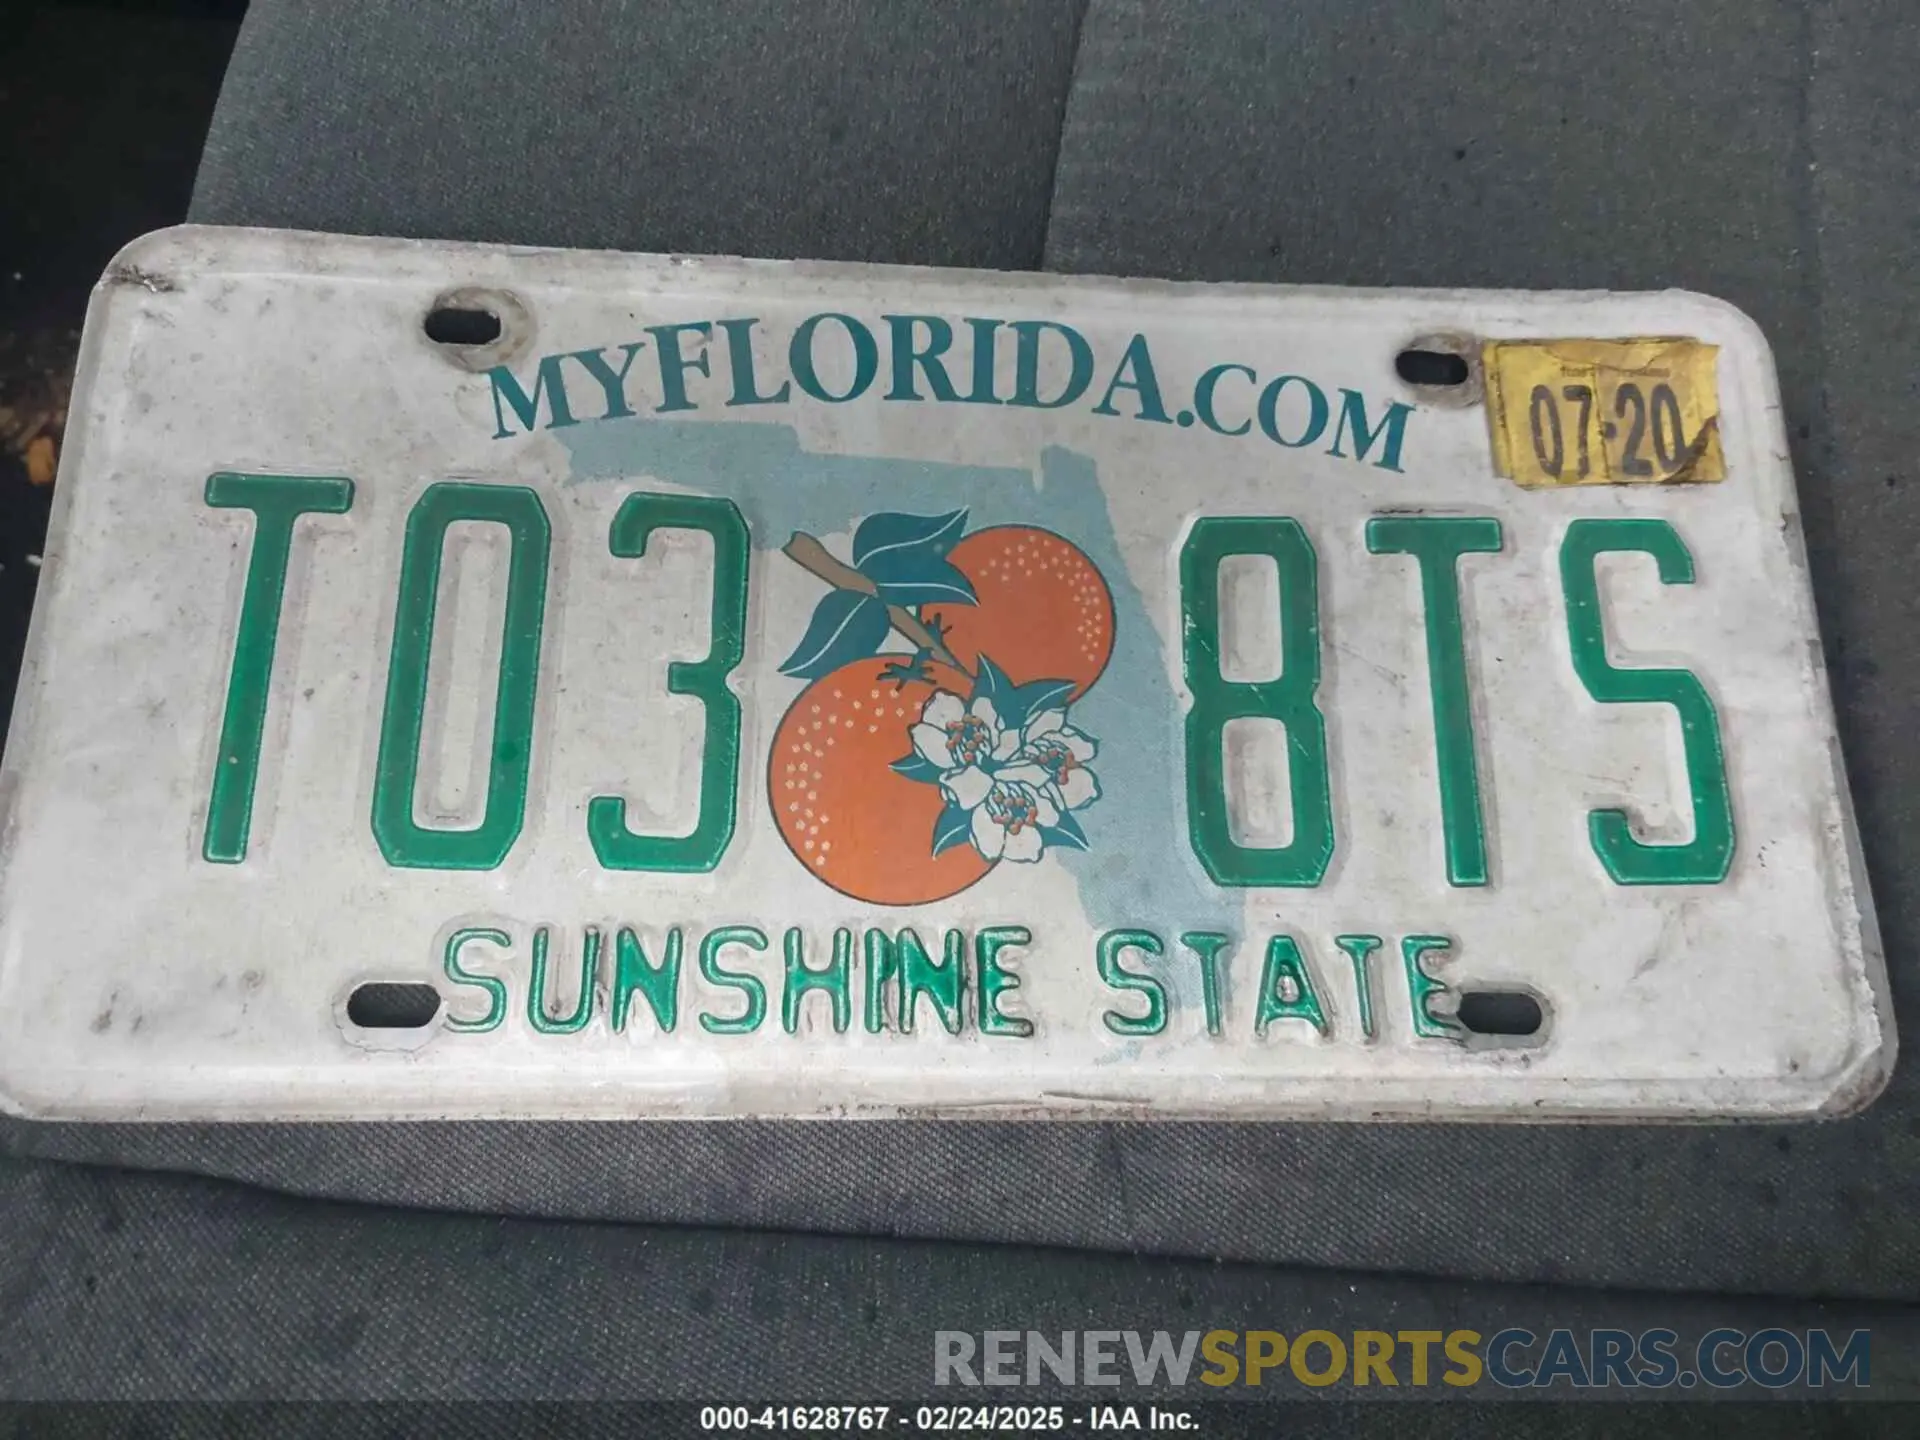 MYFLORIDA.COM
07-20
T03 8TS
SUNSHINE STATE
RENEWSPORTSCARS.COM
000-41628767 - 02/24/2025 - IAA Inc.